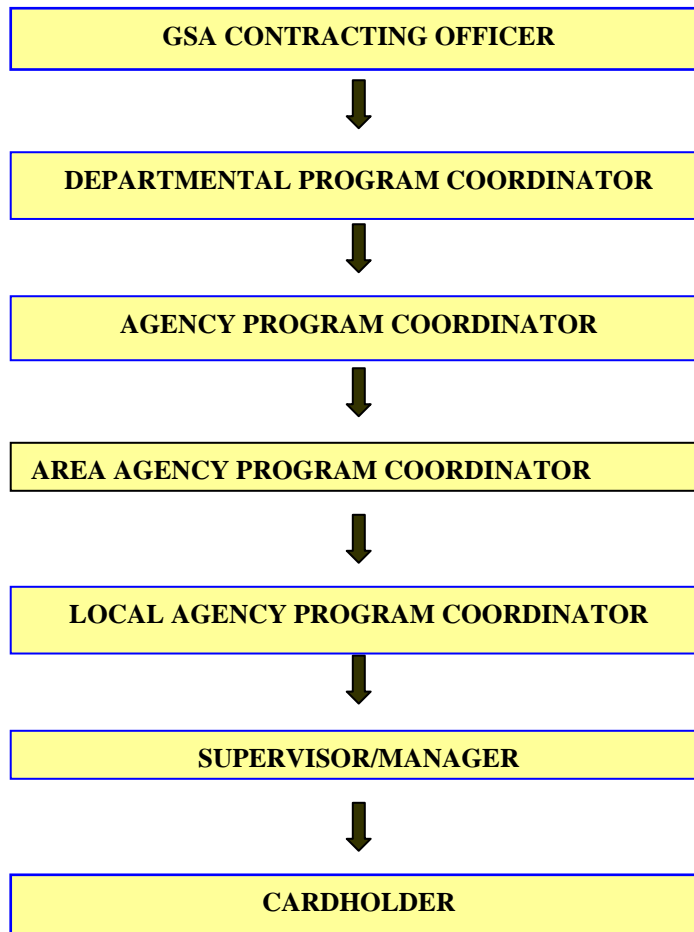 GSA CONTRACTING OFFICER
DEPARTMENTAL PROGRAM COORDINATOR
AGENCY PROGRAM COORDINATOR
AREA AGENCY PROGRAM COORDINATOR
LOCAL AGENCY PROGRAM COORDINATOR
SUPERVISOR/MANAGER
CARDHOLDER